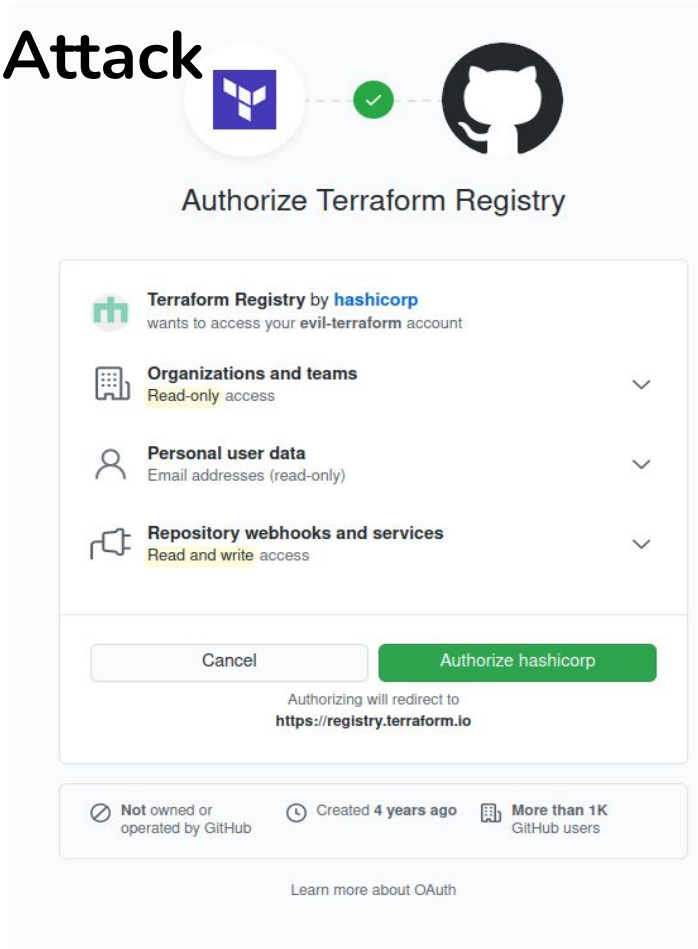 Attack
Authorize Terraform Registry
Terraform Registry by hashicorp
wants to access your evil-terraform account
Organizations and teams
Read-only access
Personal user data
Email addresses (read-only)
Repository webhooks and services
Read and write access
Cancel
Authorize hashicorp
Authorizing will redirect to
https://registry.terraform.io
Not owned or
operated by GitHub
Created 4 years ago
More than 1K
GitHub users
Learn more about OAuth